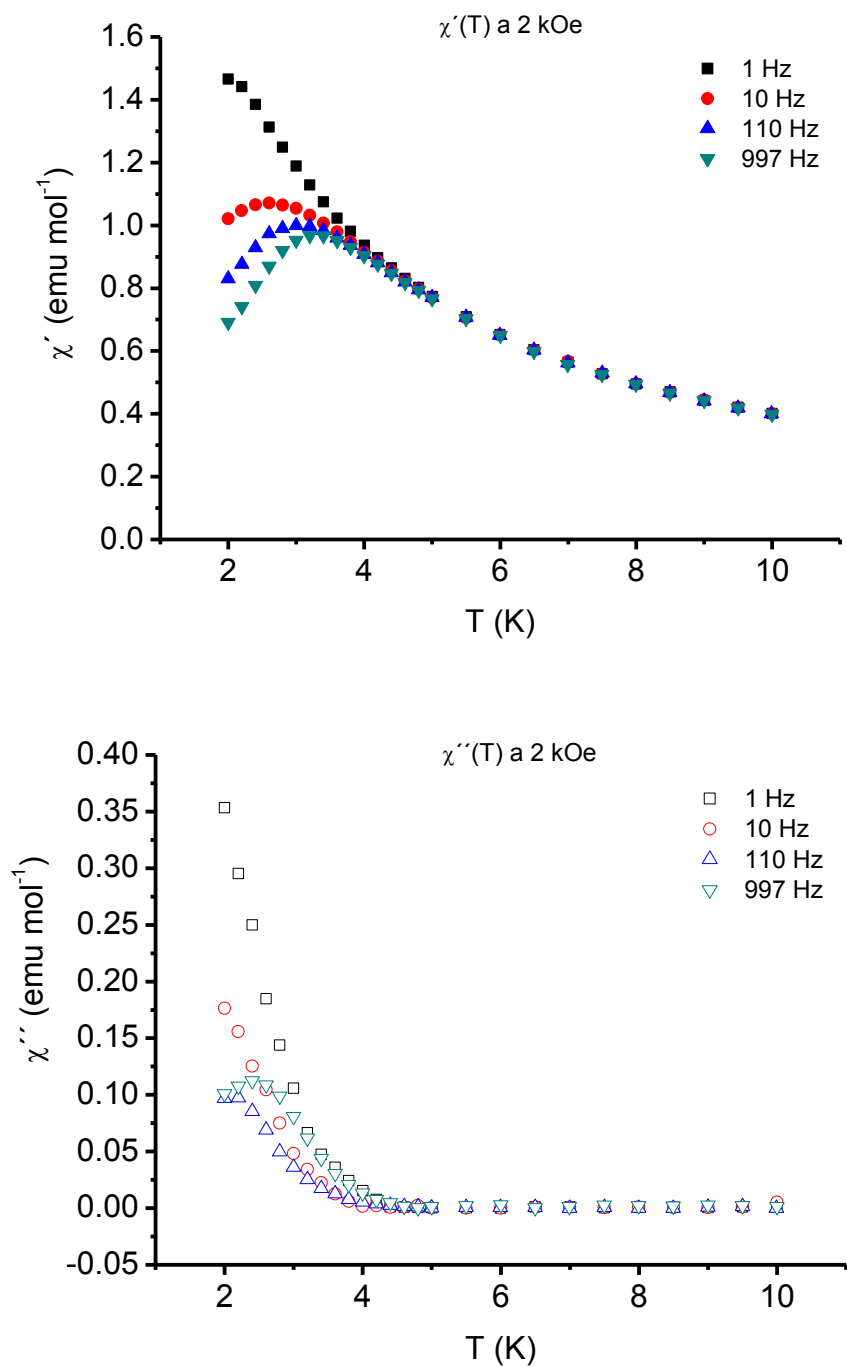 χ´(T) a 2 kOe
1.6
1.4
1.2
1.0
0.8
0.6
0.4
0.2
0.0
χ´ (emu mol⁻¹)
1 Hz
10 Hz
110 Hz
997 Hz
2 4 6 8 10
T (K)
χ´´(T) a 2 kOe
0.40
0.35
0.30
0.25
0.20
0.15
0.10
0.05
0.00
-0.05
χ´´ (emu mol⁻¹)
1 Hz
10 Hz
110 Hz
997 Hz
2 4 6 8 10
T (K)